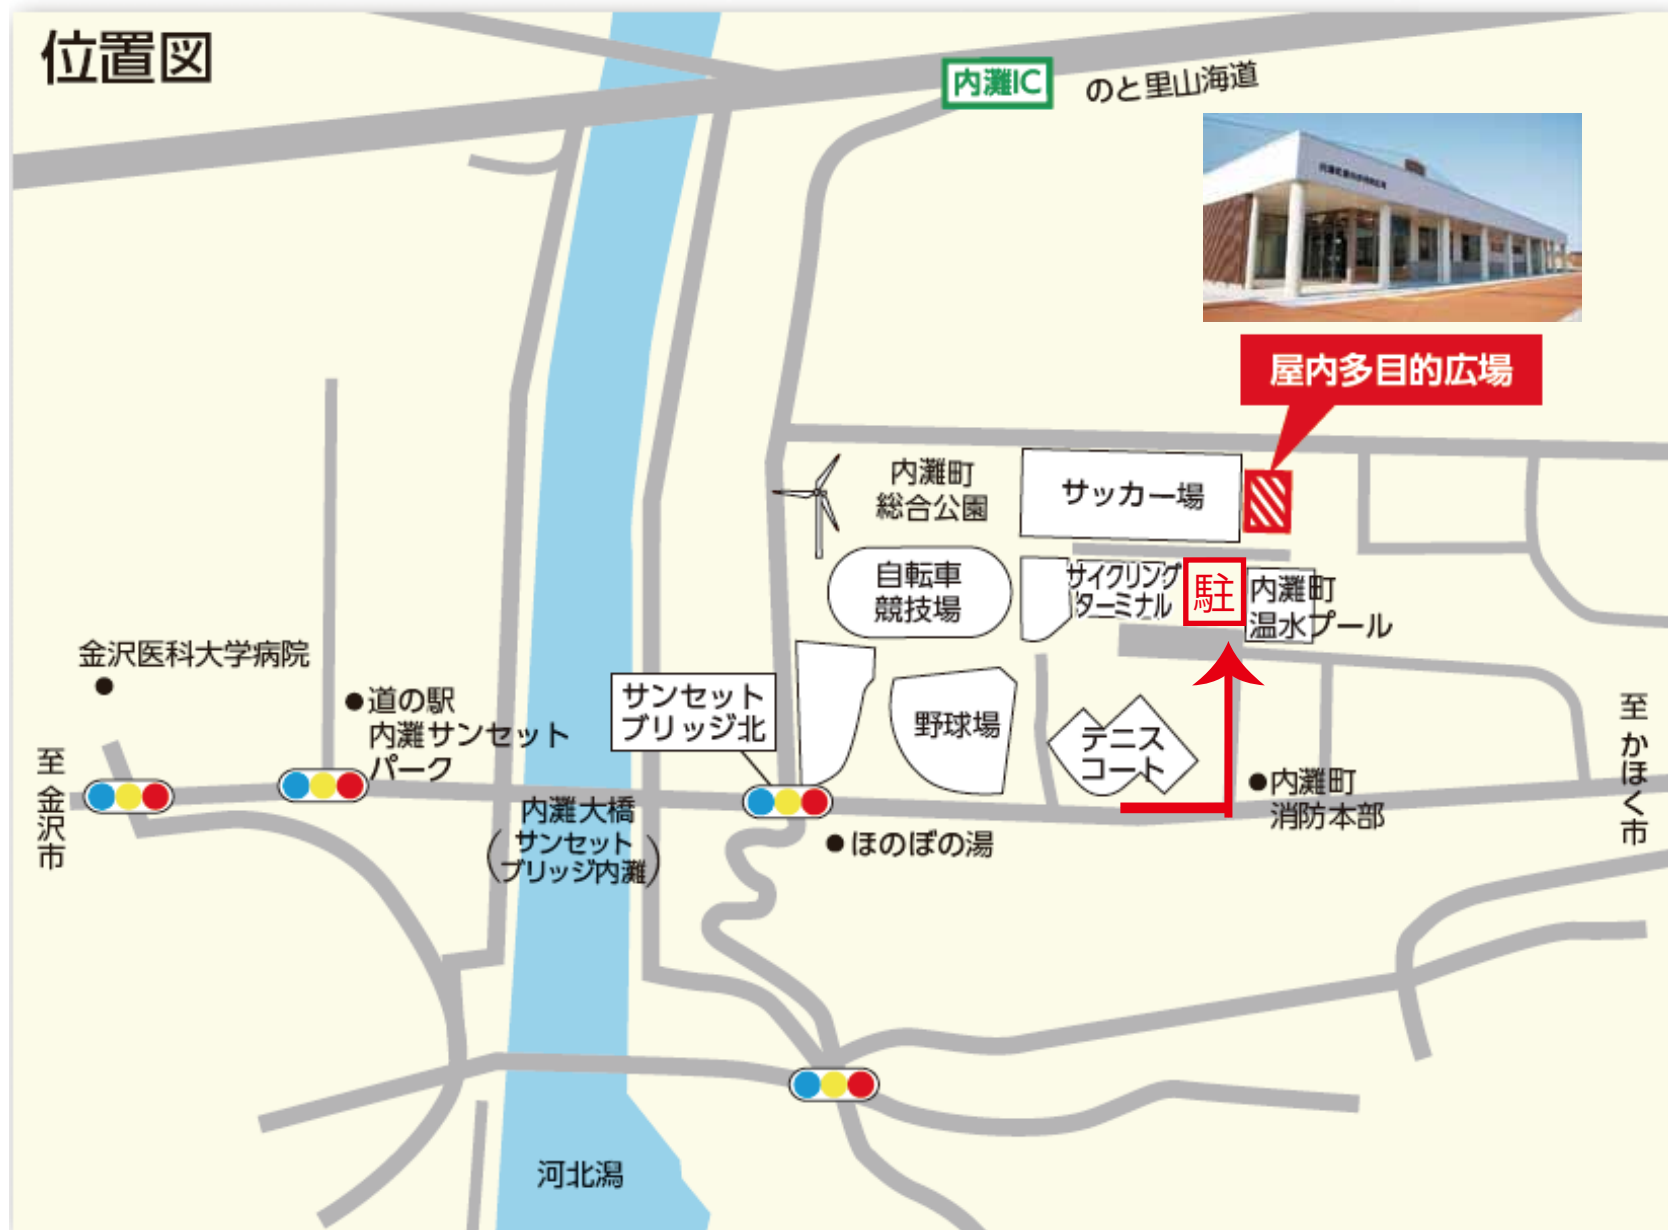 位置図
内灘IC
のと里山海道
屋内多目的広場
内灘町
総合公園
サッカー場
自転車
競技場
サイクリング
ターミナル
駐
内灘町
温水プール
金沢医科大学病院
道の駅
内灘サンセット
パーク
サンセット
ブリッジ北
野球場
テニス
コート
至 かほく市
至 金沢市
内灘大橋
(サンセット
ブリッジ内灘)
ほのぼの湯
内灘町
消防本部
河北潟